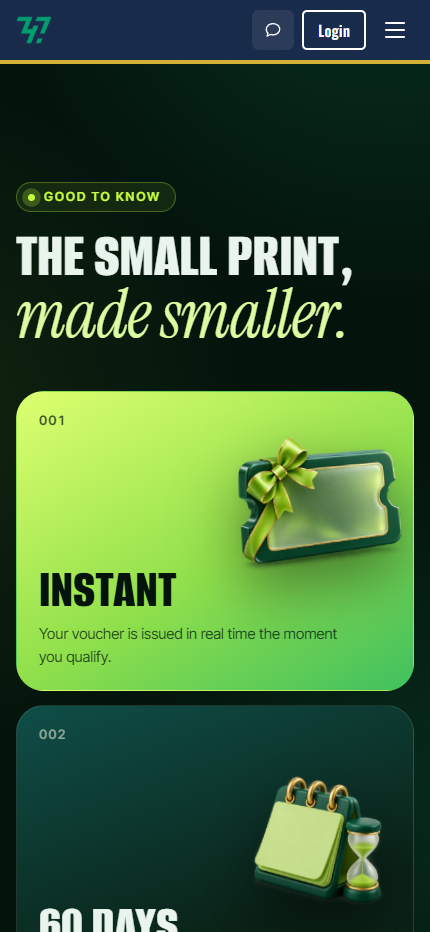 Login
GOOD TO KNOW
THE SMALL PRINT,
made smaller.
001
INSTANT
Your voucher is issued in real time the moment
you qualify.
002
60 DAYS